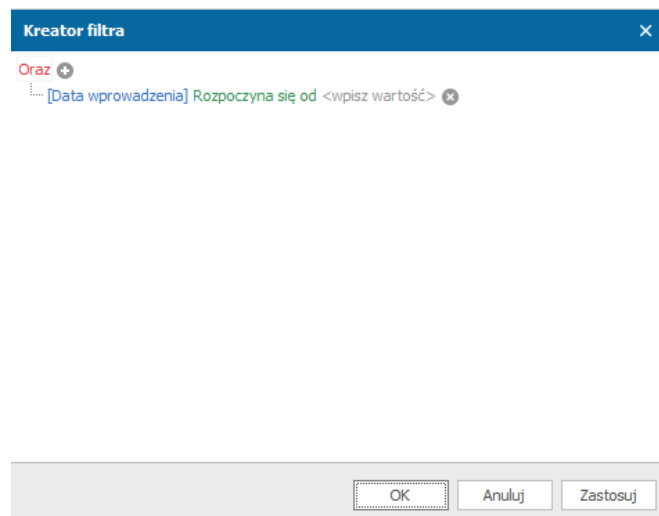 Kreator filtra
Oraz
[Data wprowadzenia] Rozpoczyna się od <wpisz wartość>
OK Anuluj Zastosuj